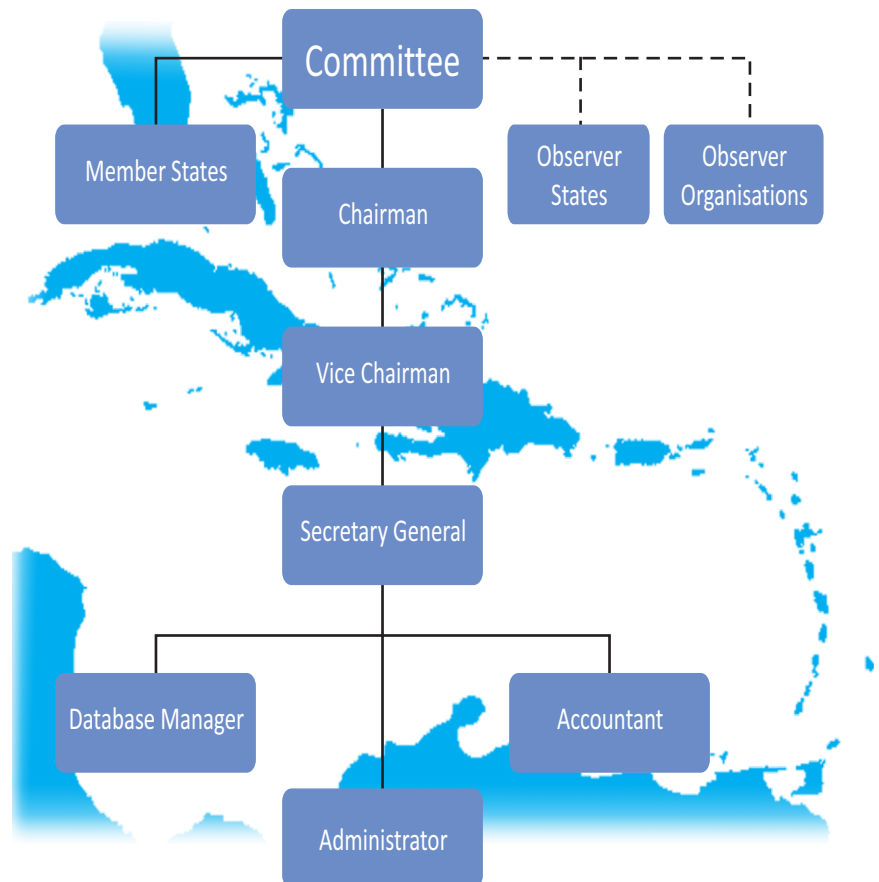 Committee
Member States
Observer
States
Observer
Organisations
Chairman
Vice Chairman
Secretary General
Database Manager
Accountant
Administrator